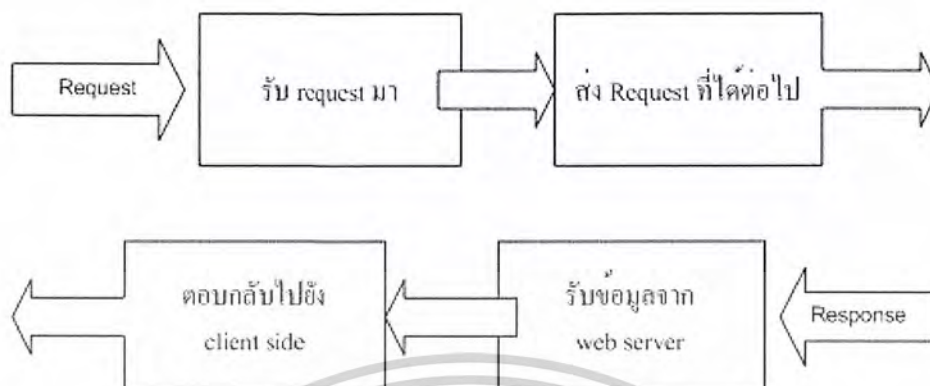 Request
รับ request มา
ส่ง Request ที่ได้ต่อไป
ตอบกลับไปยัง
client side
รับข้อมูลจาก
web server
Response